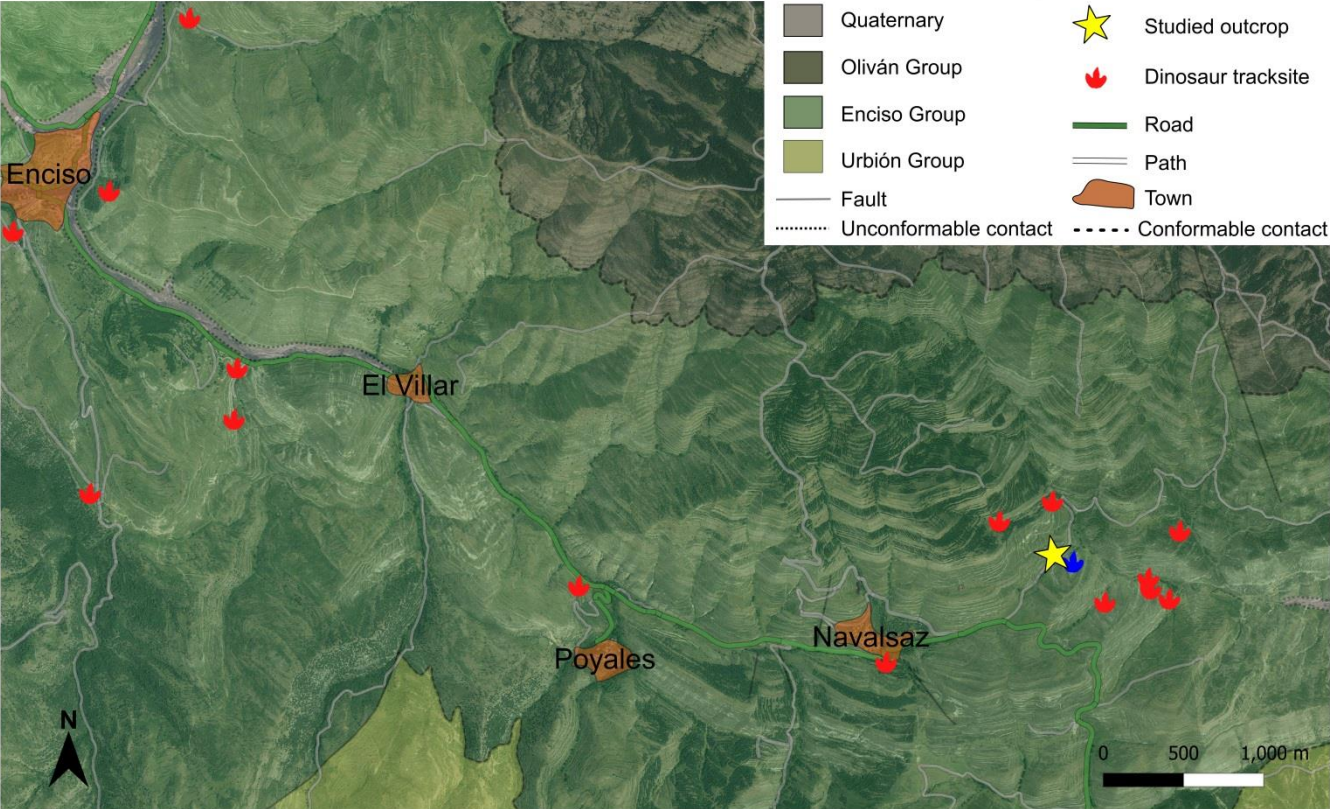 Quaternary
Oliván Group
Enciso Group
Urbión Group
Fault
Unconformable contact
Studied outcrop
Dinosaur tracksite
Road
Path
Town
Conformable contact
Enciso
El Villar
Navalsaz
Poyales
N
0 500 1,000 m